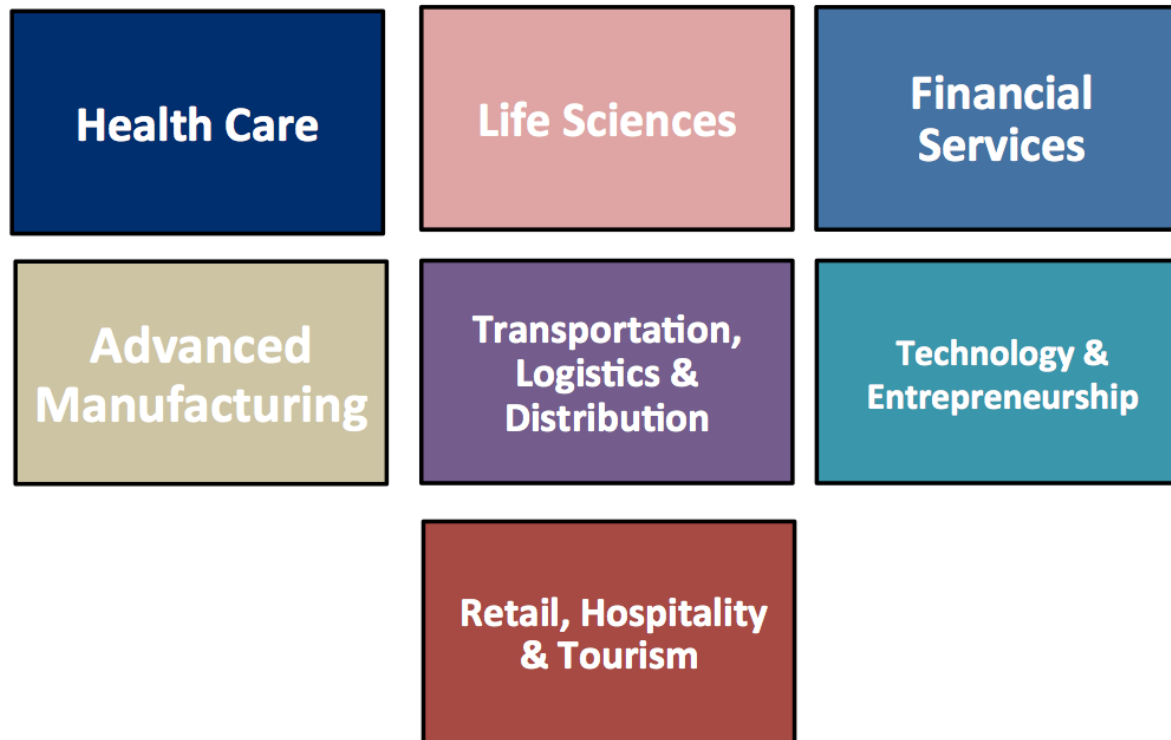 Health Care
Life Sciences
Financial
Services
Advanced
Manufacturing
Transportation,
Logistics &
Distribution
Technology &
Entrepreneurship
Retail, Hospitality
& Tourism